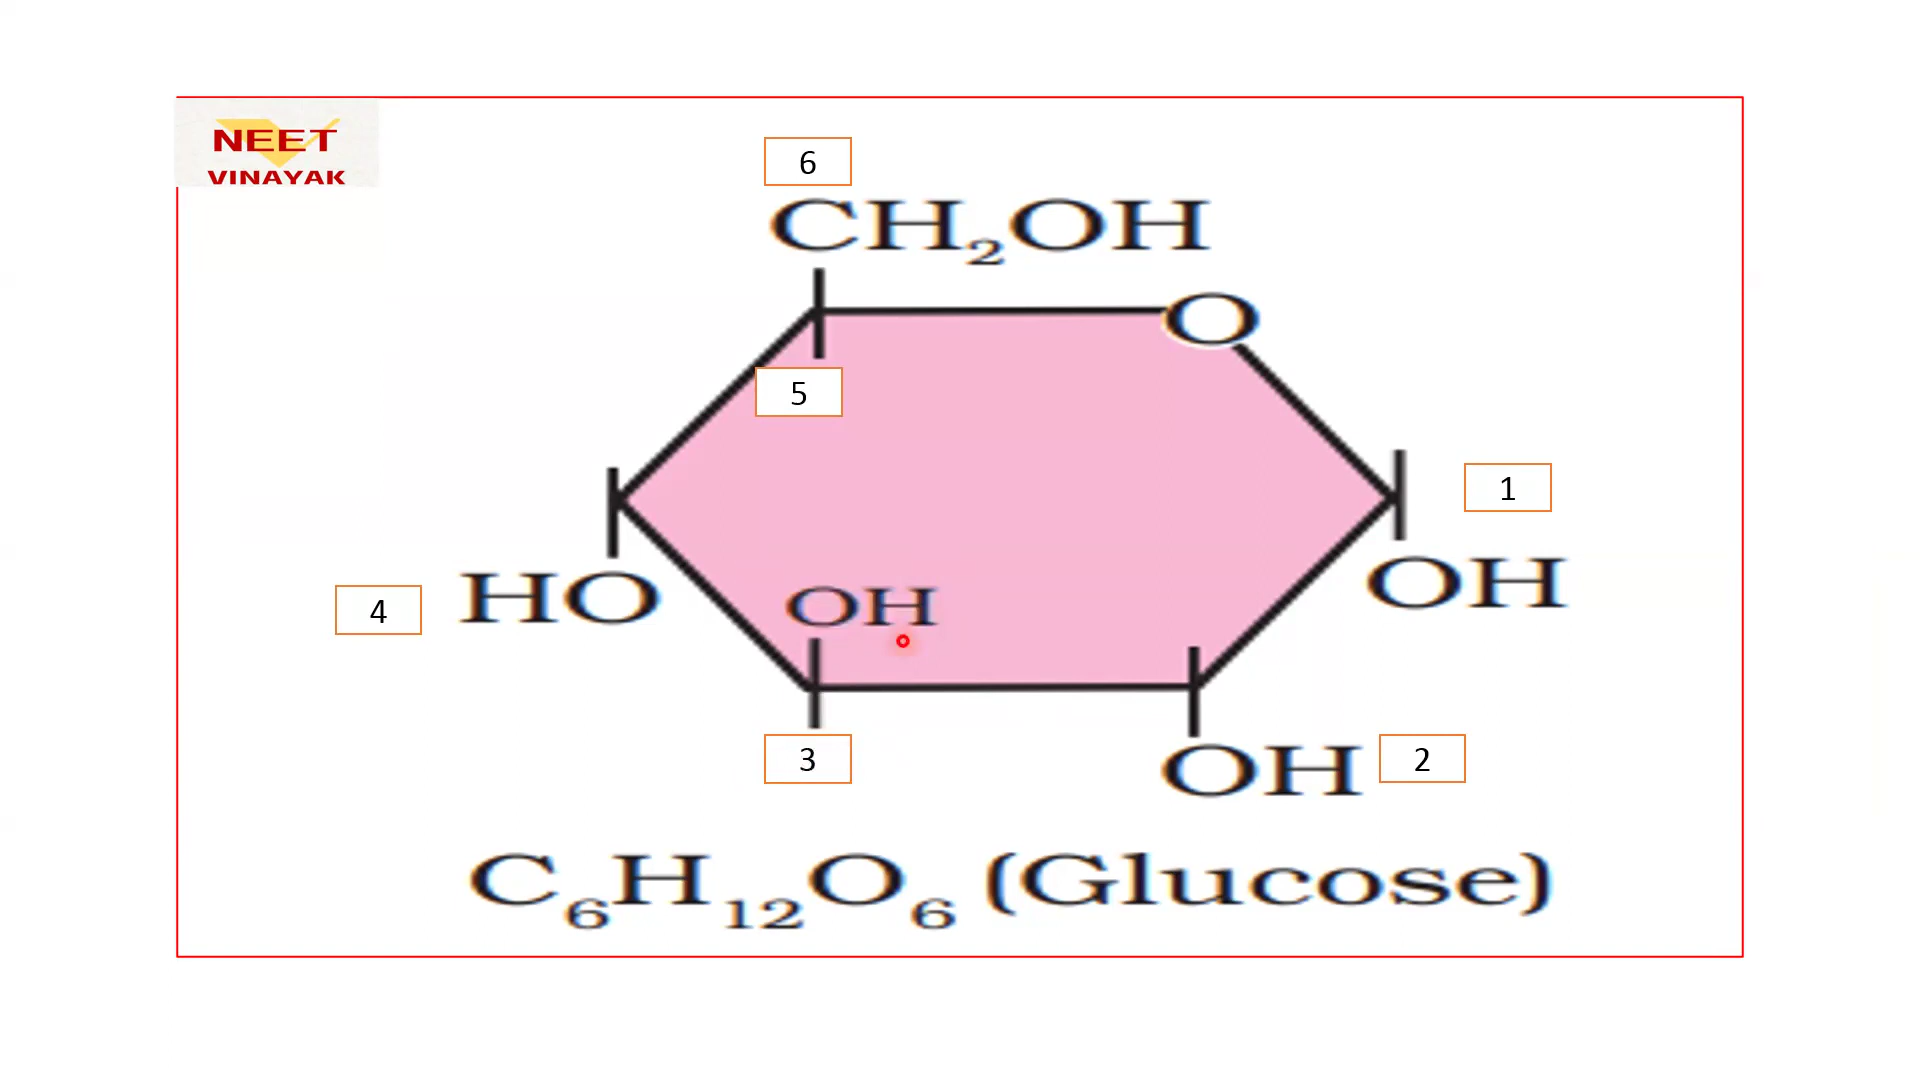 NEET
VINAYAK
6
CH₂OH
O
5
1
OH
HO
4
OH
3
OH
2
C₆H₁₂O₆ (Glucose)